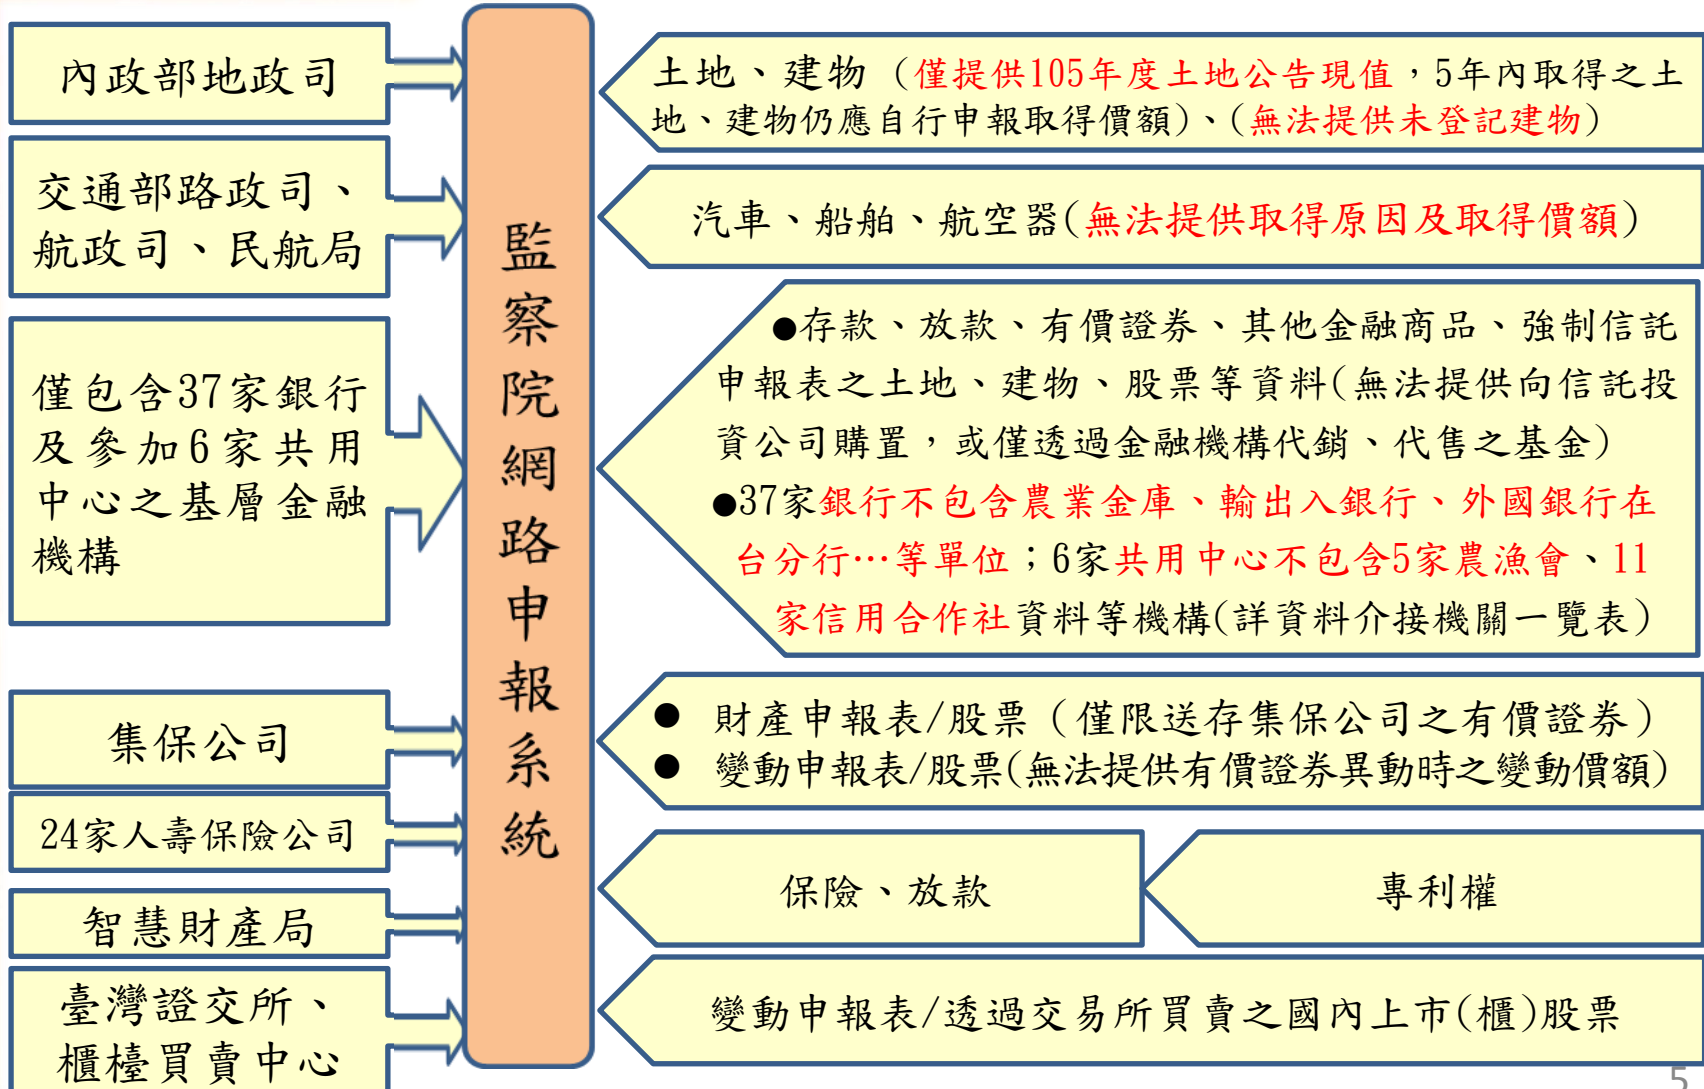 內政部地政司
土地、建物（僅提供105年度土地公告現值，5年內取得之土
地、建物仍應自行申報取得價額)、(無法提供未登記建物)
交通部路政司、
航政司、民航局
汽車、船舶、航空器(無法提供取得原因及取得價額)
監察院網路申報系統
僅包含37家銀行
及參加6家共用
中心之基層金融
機構
●存款、放款、有價證券、其他金融商品、強制信託
申報表之土地、建物、股票等資料(無法提供向信託投
資公司購置，或僅透過金融機構代銷、代售之基金)
●37家銀行不包含農業金庫、輸出入銀行、外國銀行在
台分行…等單位；6家共用中心不包含5家農漁會、11
家信用合作社資料等機構(詳資料介接機關一覽表)
集保公司
● 財產申報表/股票（僅限送存集保公司之有價證券）
● 變動申報表/股票(無法提供有價證券異動時之變動價額)
24家人壽保險公司
保險、放款
智慧財產局
專利權
臺灣證交所、
櫃檯買賣中心
變動申報表/透過交易所買賣之國內上市(櫃)股票
5